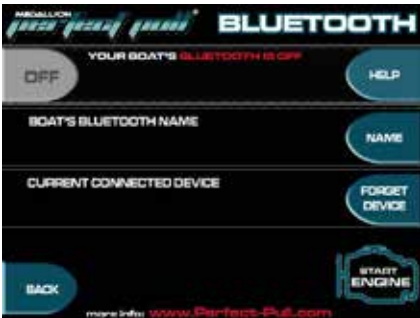 MEDALLION
perfect pull
BLUETOOTH
YOUR BOAT'S BLUETOOTH IS OFF
OFF
HELP
BOAT'S BLUETOOTH NAME
NAME
CURRENT CONNECTED DEVICE
FORGET
DEVICE
START
ENGINE
BACK
more info: www.Perfect-Pull.com